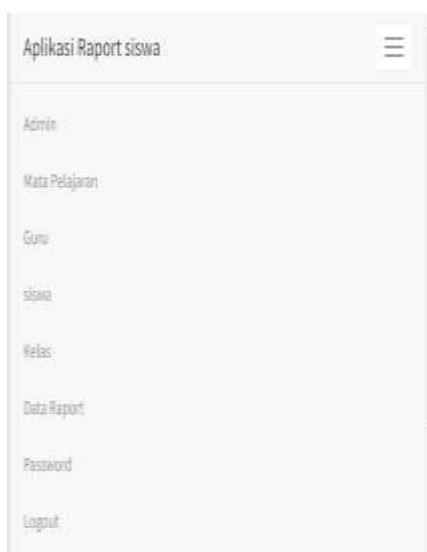 Aplikasi Raport siswa
Admin
Mata Pelajaran
Guru
siswa
Kelas
Data Raport
Password
Logout